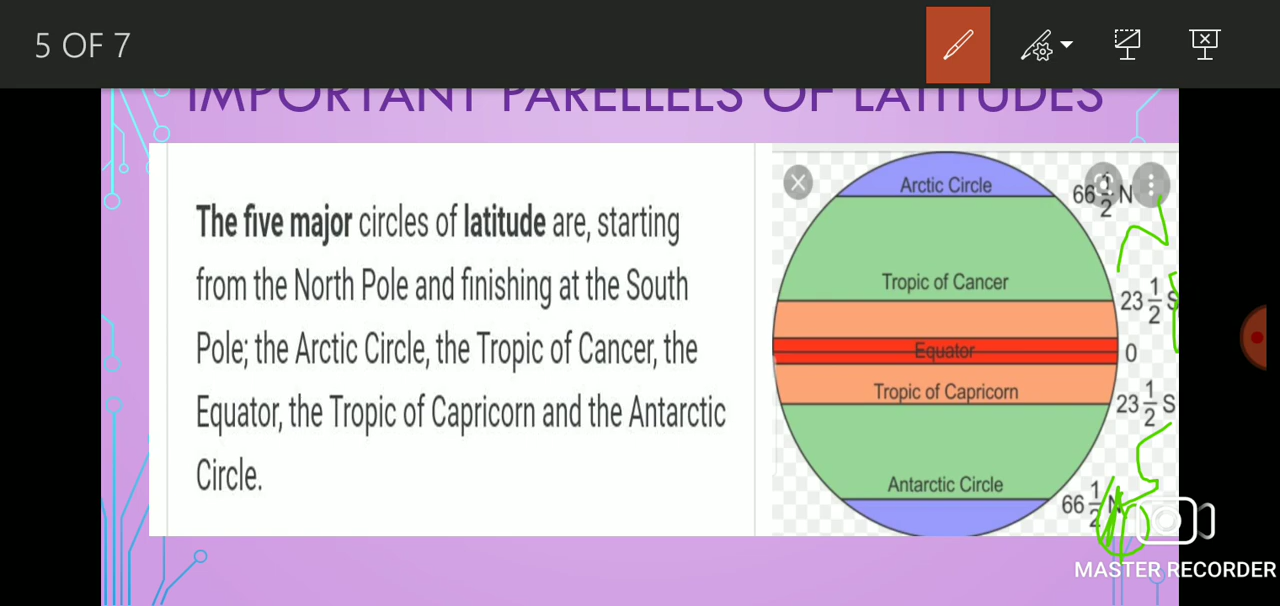 5 OF 7
IMPORTANT PARELLELS OF LATITUDES
The five major circles of latitude are, starting
from the North Pole and finishing at the South
Pole; the Arctic Circle, the Tropic of Cancer, the
Equator, the Tropic of Capricorn and the Antarctic
Circle.
Arctic Circle
66 1/2 N
Tropic of Cancer
23 1/2 S
Equator
0
Tropic of Capricorn
23 1/2 S
Antarctic Circle
66 1/2 N
MASTER RECORDER